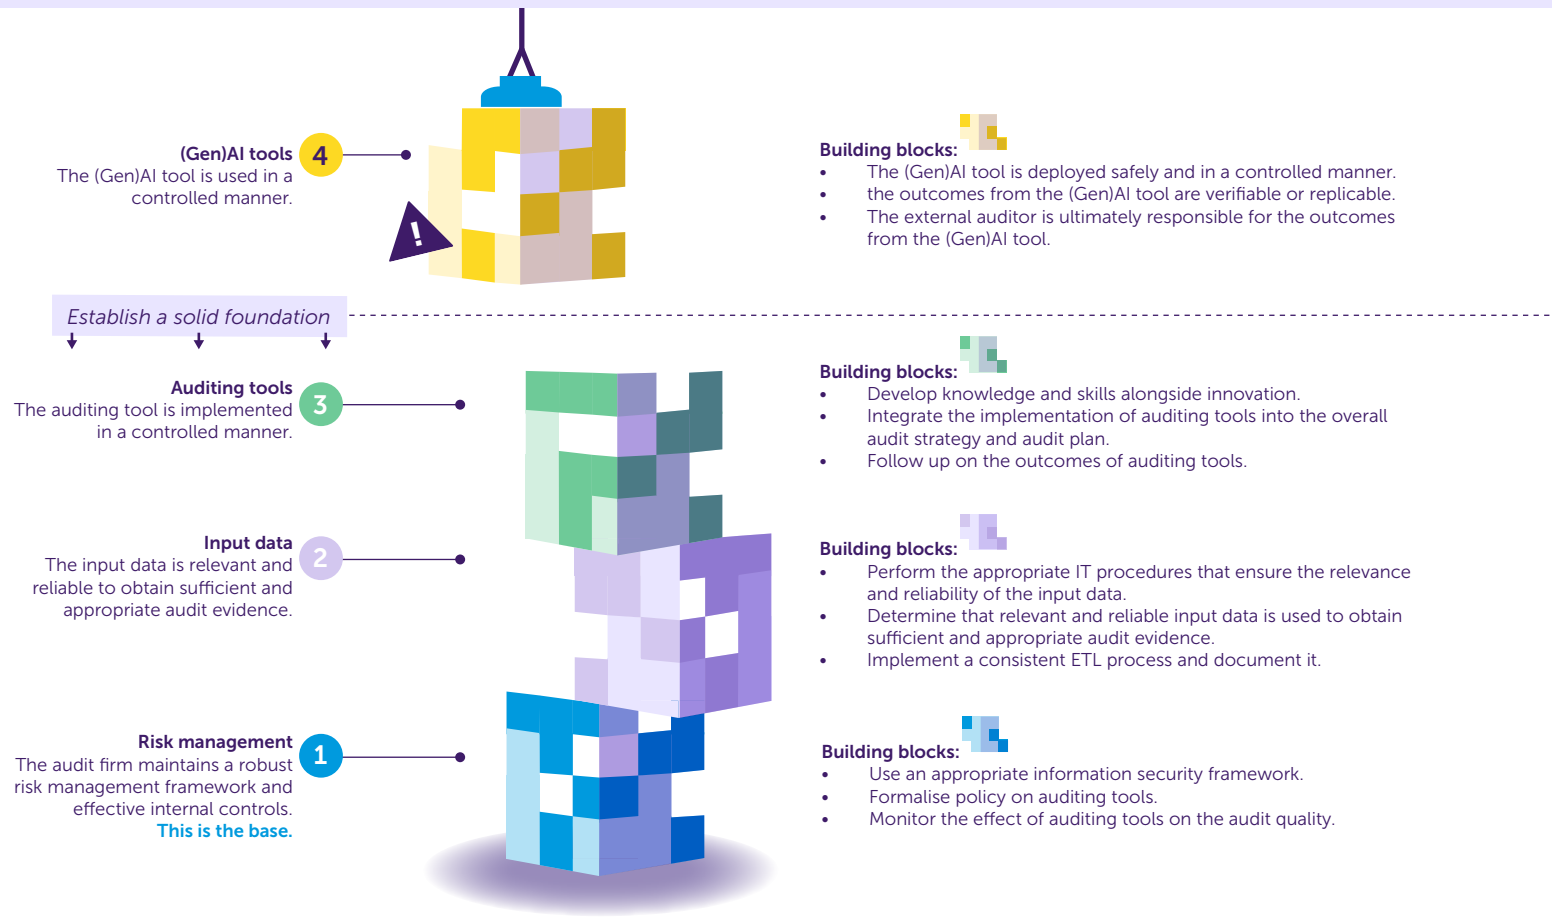 (Gen)AI tools
The (Gen)AI tool is used in a
controlled manner.
4
!
Building blocks:
• The (Gen)AI tool is deployed safely and in a controlled manner.
• the outcomes from the (Gen)AI tool are verifiable or replicable.
• The external auditor is ultimately responsible for the outcomes
from the (Gen)AI tool.
Establish a solid foundation
Auditing tools
The auditing tool is implemented
in a controlled manner.
3
Building blocks:
• Develop knowledge and skills alongside innovation.
• Integrate the implementation of auditing tools into the overall
audit strategy and audit plan.
• Follow up on the outcomes of auditing tools.
Input data
The input data is relevant and
reliable to obtain sufficient and
appropriate audit evidence.
2
Building blocks:
• Perform the appropriate IT procedures that ensure the relevance
and reliability of the input data.
• Determine that relevant and reliable input data is used to obtain
sufficient and appropriate audit evidence.
• Implement a consistent ETL process and document it.
Risk management
The audit firm maintains a robust
risk management framework and
effective internal controls.
This is the base.
1
Building blocks:
• Use an appropriate information security framework.
• Formalise policy on auditing tools.
• Monitor the effect of auditing tools on the audit quality.